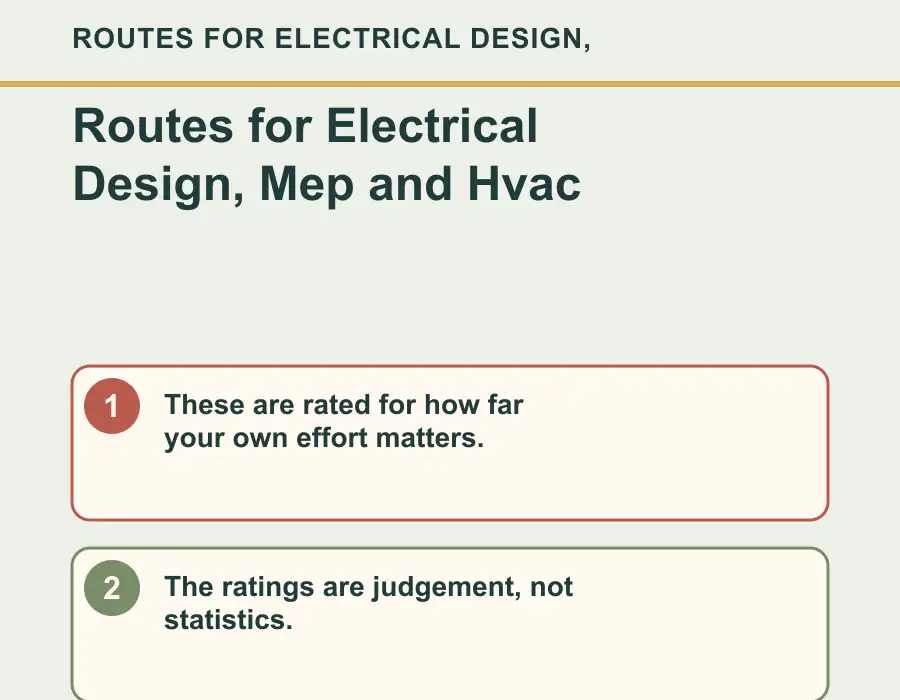 ROUTES FOR ELECTRICAL DESIGN,
Routes for Electrical
Design, Mep and Hvac
1
These are rated for how far
your own effort matters.
2
The ratings are judgement, not
statistics.